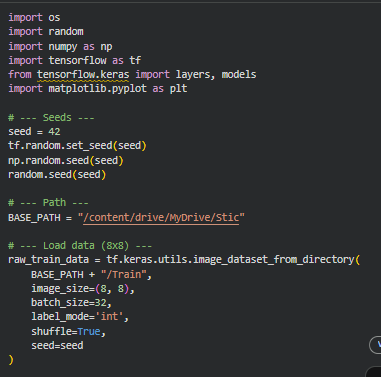 import os
import random
import numpy as np
import tensorflow as tf
from tensorflow.keras import layers, models
import matplotlib.pyplot as plt

# --- Seeds ---
seed = 42
tf.random.set_seed(seed)
np.random.seed(seed)
random.seed(seed)

# --- Path ---
BASE_PATH = "/content/drive/MyDrive/Stic"

# --- Load data (8x8) ---
raw_train_data = tf.keras.utils.image_dataset_from_directory(
    BASE_PATH + "/Train",
    image_size=(8, 8),
    batch_size=32,
    label_mode='int',
    shuffle=True,
    seed=seed
)